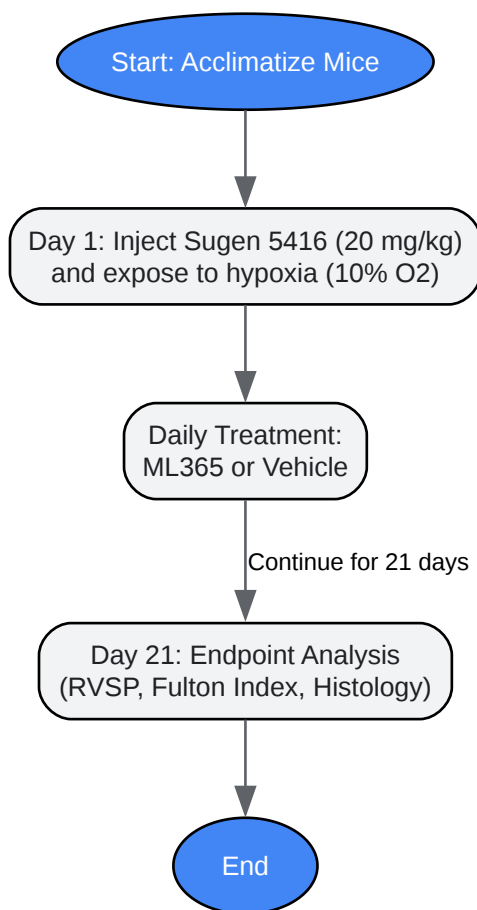 Start: Acclimatize Mice
Day 1: Inject Sugen 5416 (20 mg/kg)
and expose to hypoxia (10% O2)
Daily Treatment:
ML365 or Vehicle
Continue for 21 days
Day 21: Endpoint Analysis
(RVSP, Fulton Index, Histology)
End